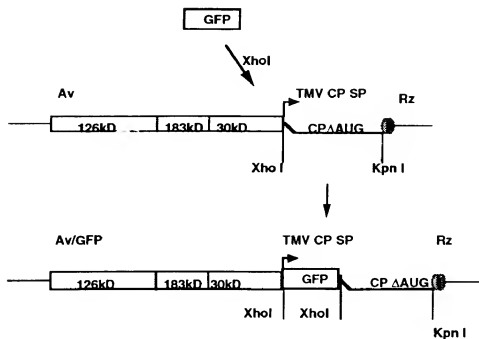 GFP
XhoI
TMV CP SP
Av
Rz
126kD 183kD 30kD CPΔAUG
Xho I Kpn I
Av/GFP TMV CP SP Rz
126kD 183kD 30kD GFP CP ΔAUG
XhoI XhoI
Kpn I